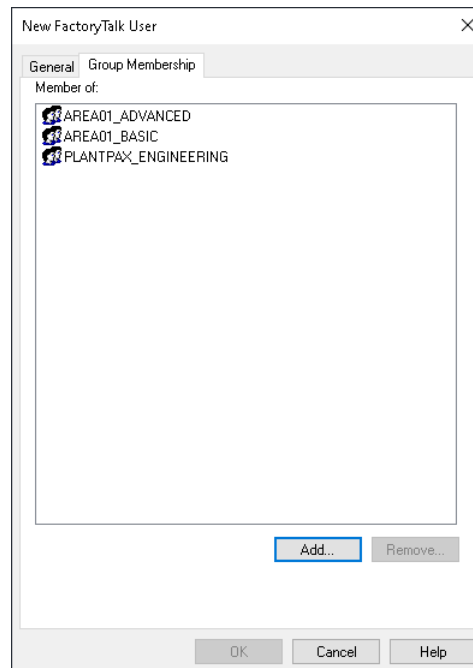 New FactoryTalk User
General Group Membership
Member of:
AREA01_ADVANCED
AREA01_BASIC
PLANTPAX_ENGINEERING
Add... Remove...
OK Cancel Help